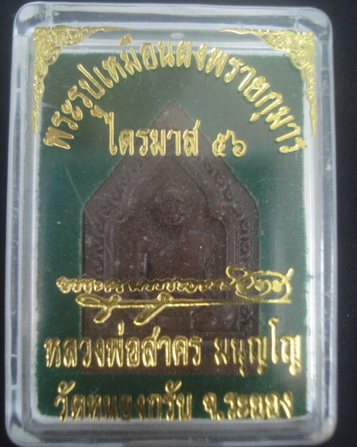 พระรูปเหมือนผงพรายกุมาร
ไตรมาส ๕๖
หลวงพ่อสาคร มนุญโญ
วัดหนองกรับ จ.ระยอง